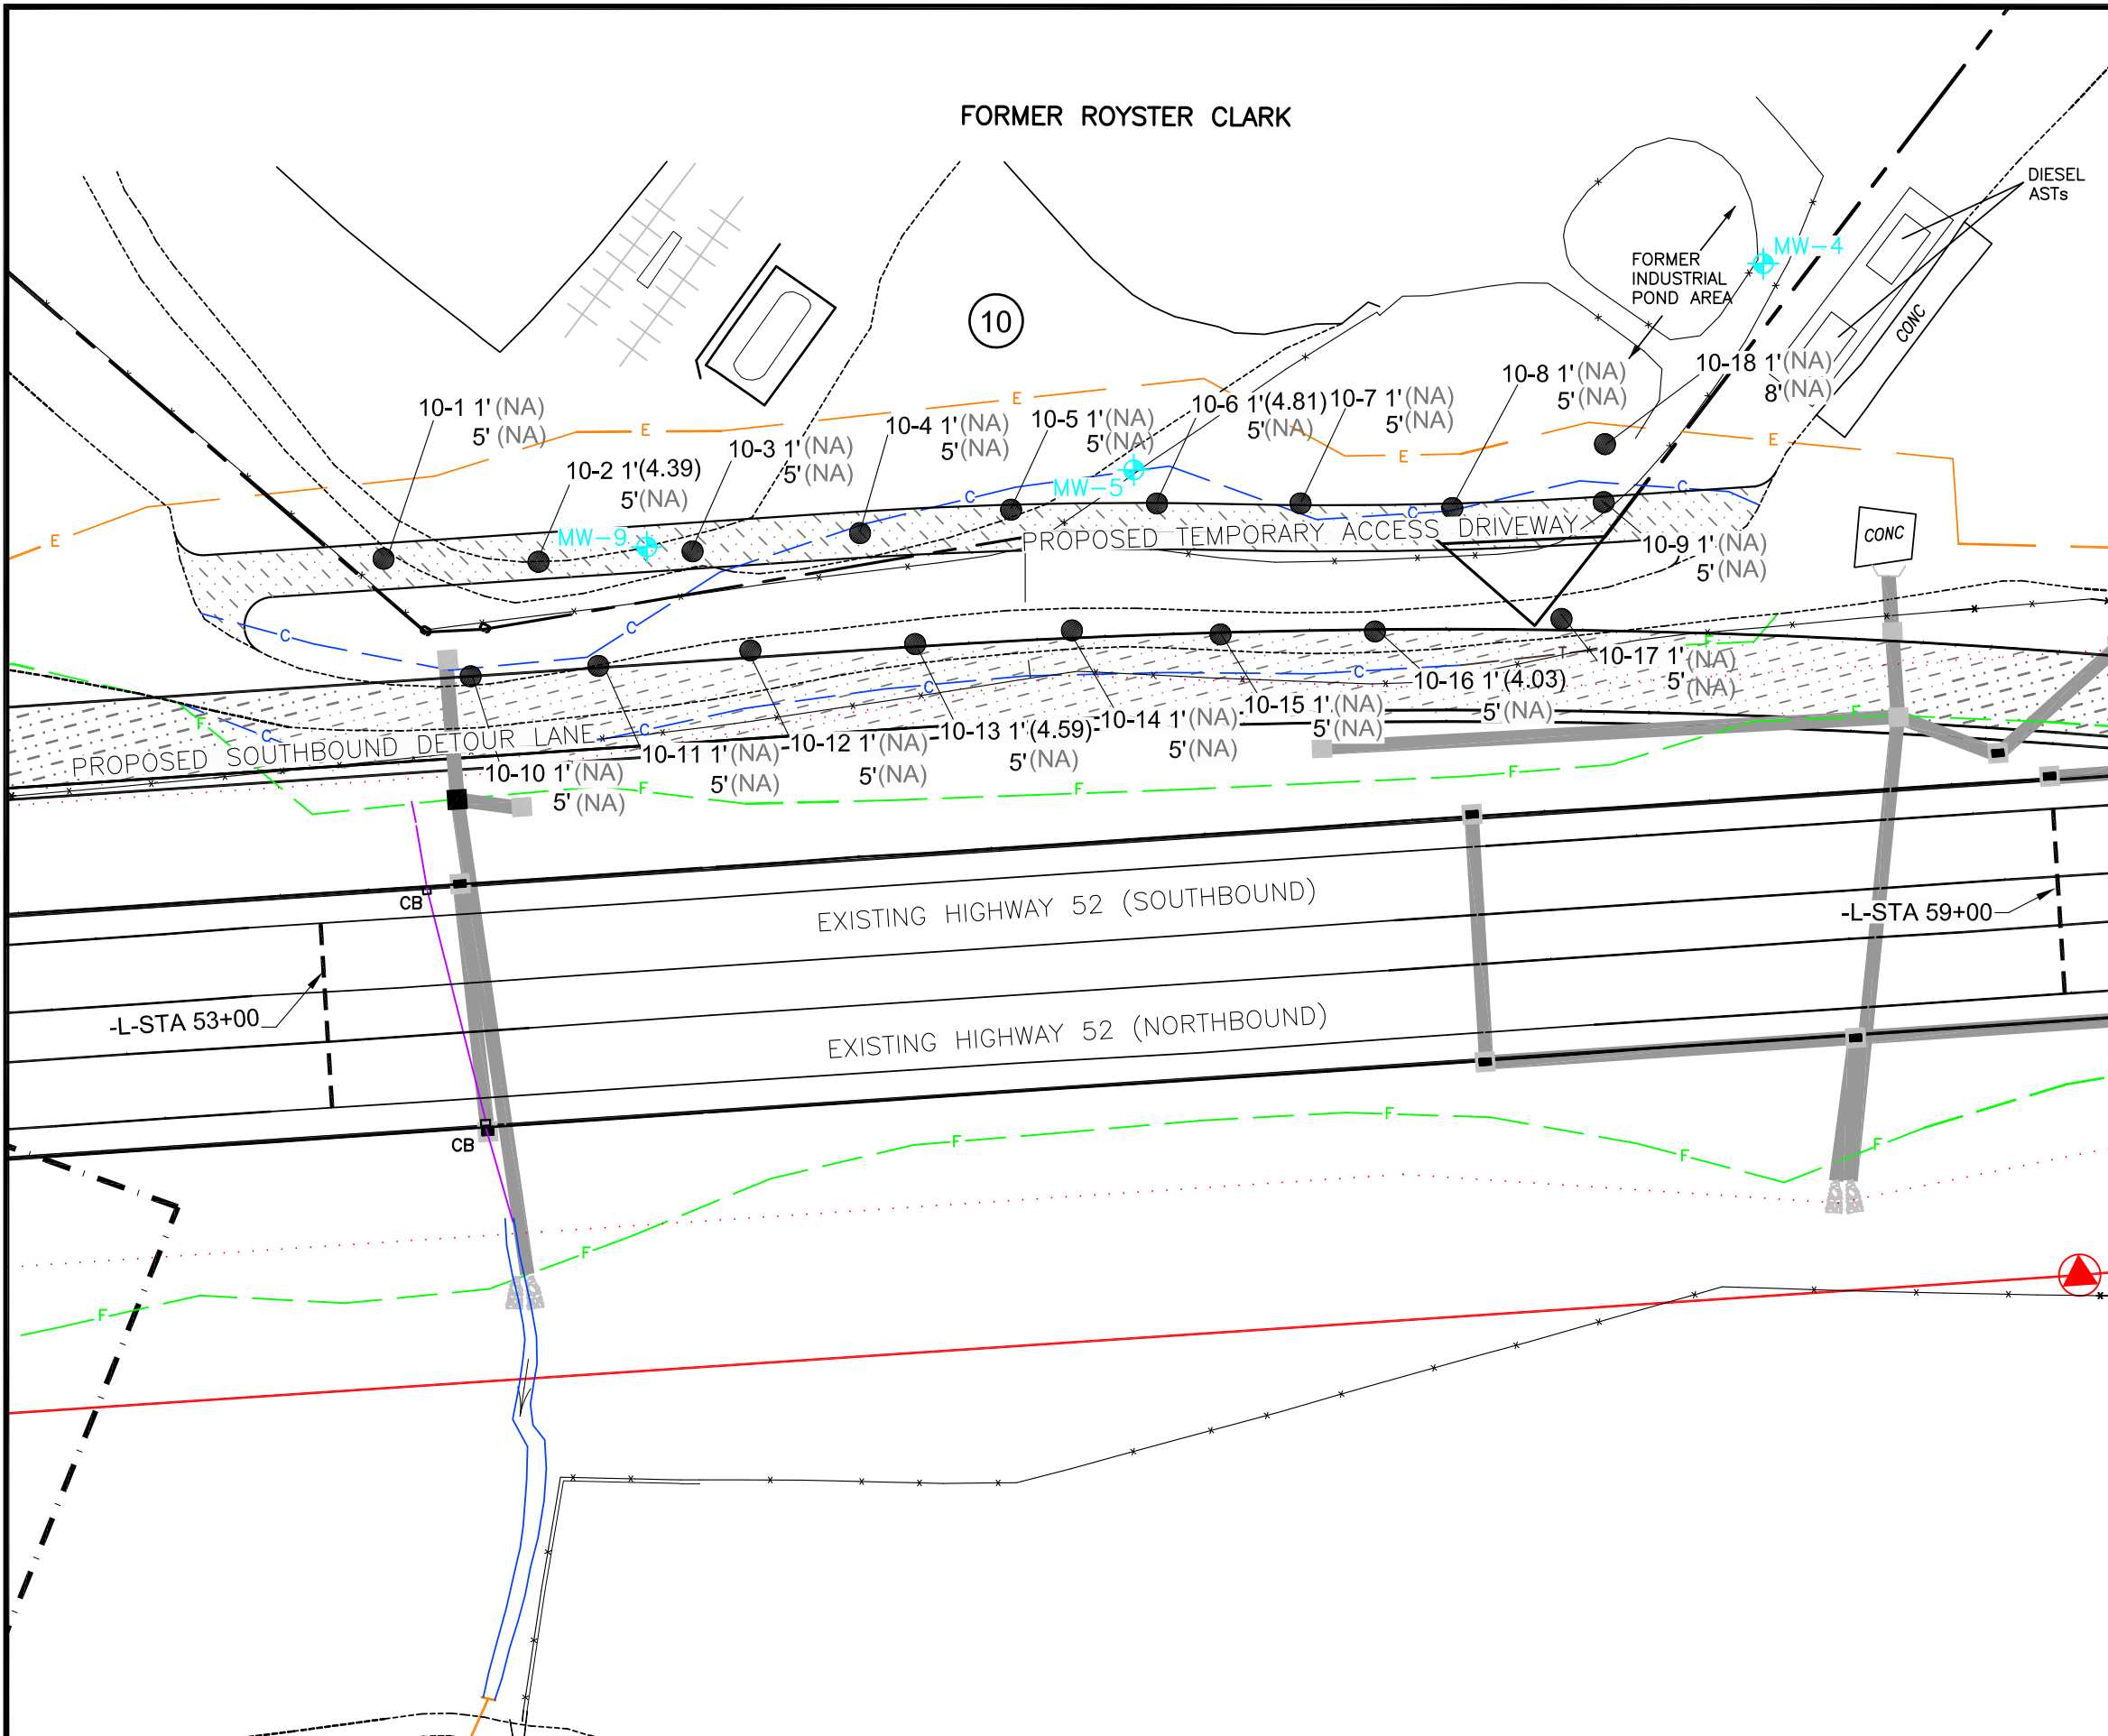 FORMER ROYSTER CLARK
DIESEL
ASTs
MW-4
FORMER
INDUSTRIAL
POND AREA
CONC
10
10-18 1'(NA)
8'(NA)
10-8 1'(NA)
5'(NA)
10-7 1'(NA)
5'(NA)
10-6 1'(4.81)
5'(NA)
10-5 1'(NA)
5'(NA)
10-4 1'(NA)
5'(NA)
10-3 1'(NA)
5'(NA)
10-2 1'(4.39)
5'(NA)
10-1 1'(NA)
5'(NA)
E
E
E
E
E
MW-5
MW-9
C
C
C
PROPOSED TEMPORARY ACCESS DRIVEWAY
10-9 1'(NA)
5'(NA)
CONC
C
C
F
T
10-17 1'(NA)
5'(NA)
10-16 1'(4.03)
5'(NA)
10-15 1'(NA)
5'(NA)
10-14 1'(NA)
5'(NA)
10-13 1'(4.59)
5'(NA)
10-12 1'(NA)
5'(NA)
10-11 1'(NA)
5'(NA)
10-10 1'(NA)
5'(NA)
C
C
C
C
F
F
F
F
F
PROPOSED SOUTHBOUND DETOUR LANE
CB
EXISTING HIGHWAY 52 (SOUTHBOUND)
-L-STA 59+00
-L-STA 53+00
EXISTING HIGHWAY 52 (NORTHBOUND)
CB
F
F
F
F
F
F